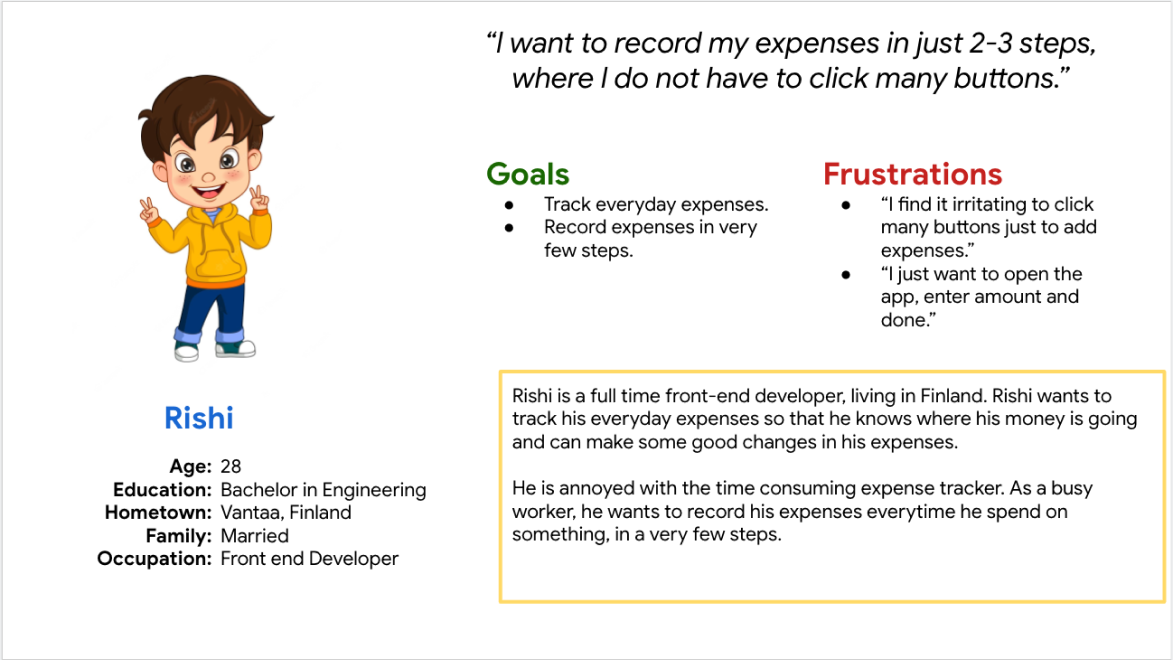 “I want to record my expenses in just 2-3 steps,
where I do not have to click many buttons.”
Goals
● Track everyday expenses.
● Record expenses in very
few steps.
Frustrations
● “I find it irritating to click
many buttons just to add
expenses.”
● “I just want to open the
app, enter amount and
done.”
Rishi
Age: 28
Education: Bachelor in Engineering
Hometown: Vantaa, Finland
Family: Married
Occupation: Front end Developer
Rishi is a full time front-end developer, living in Finland. Rishi wants to
track his everyday expenses so that he knows where his money is going
and can make some good changes in his expenses.
He is annoyed with the time consuming expense tracker. As a busy
worker, he wants to record his expenses everytime he spend on
something, in a very few steps.